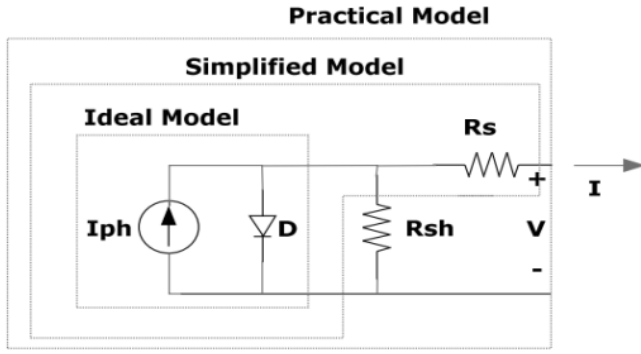 Practical Model
Simplified Model
Ideal Model
Rs
+
I
Iph
D
Rsh
V
-